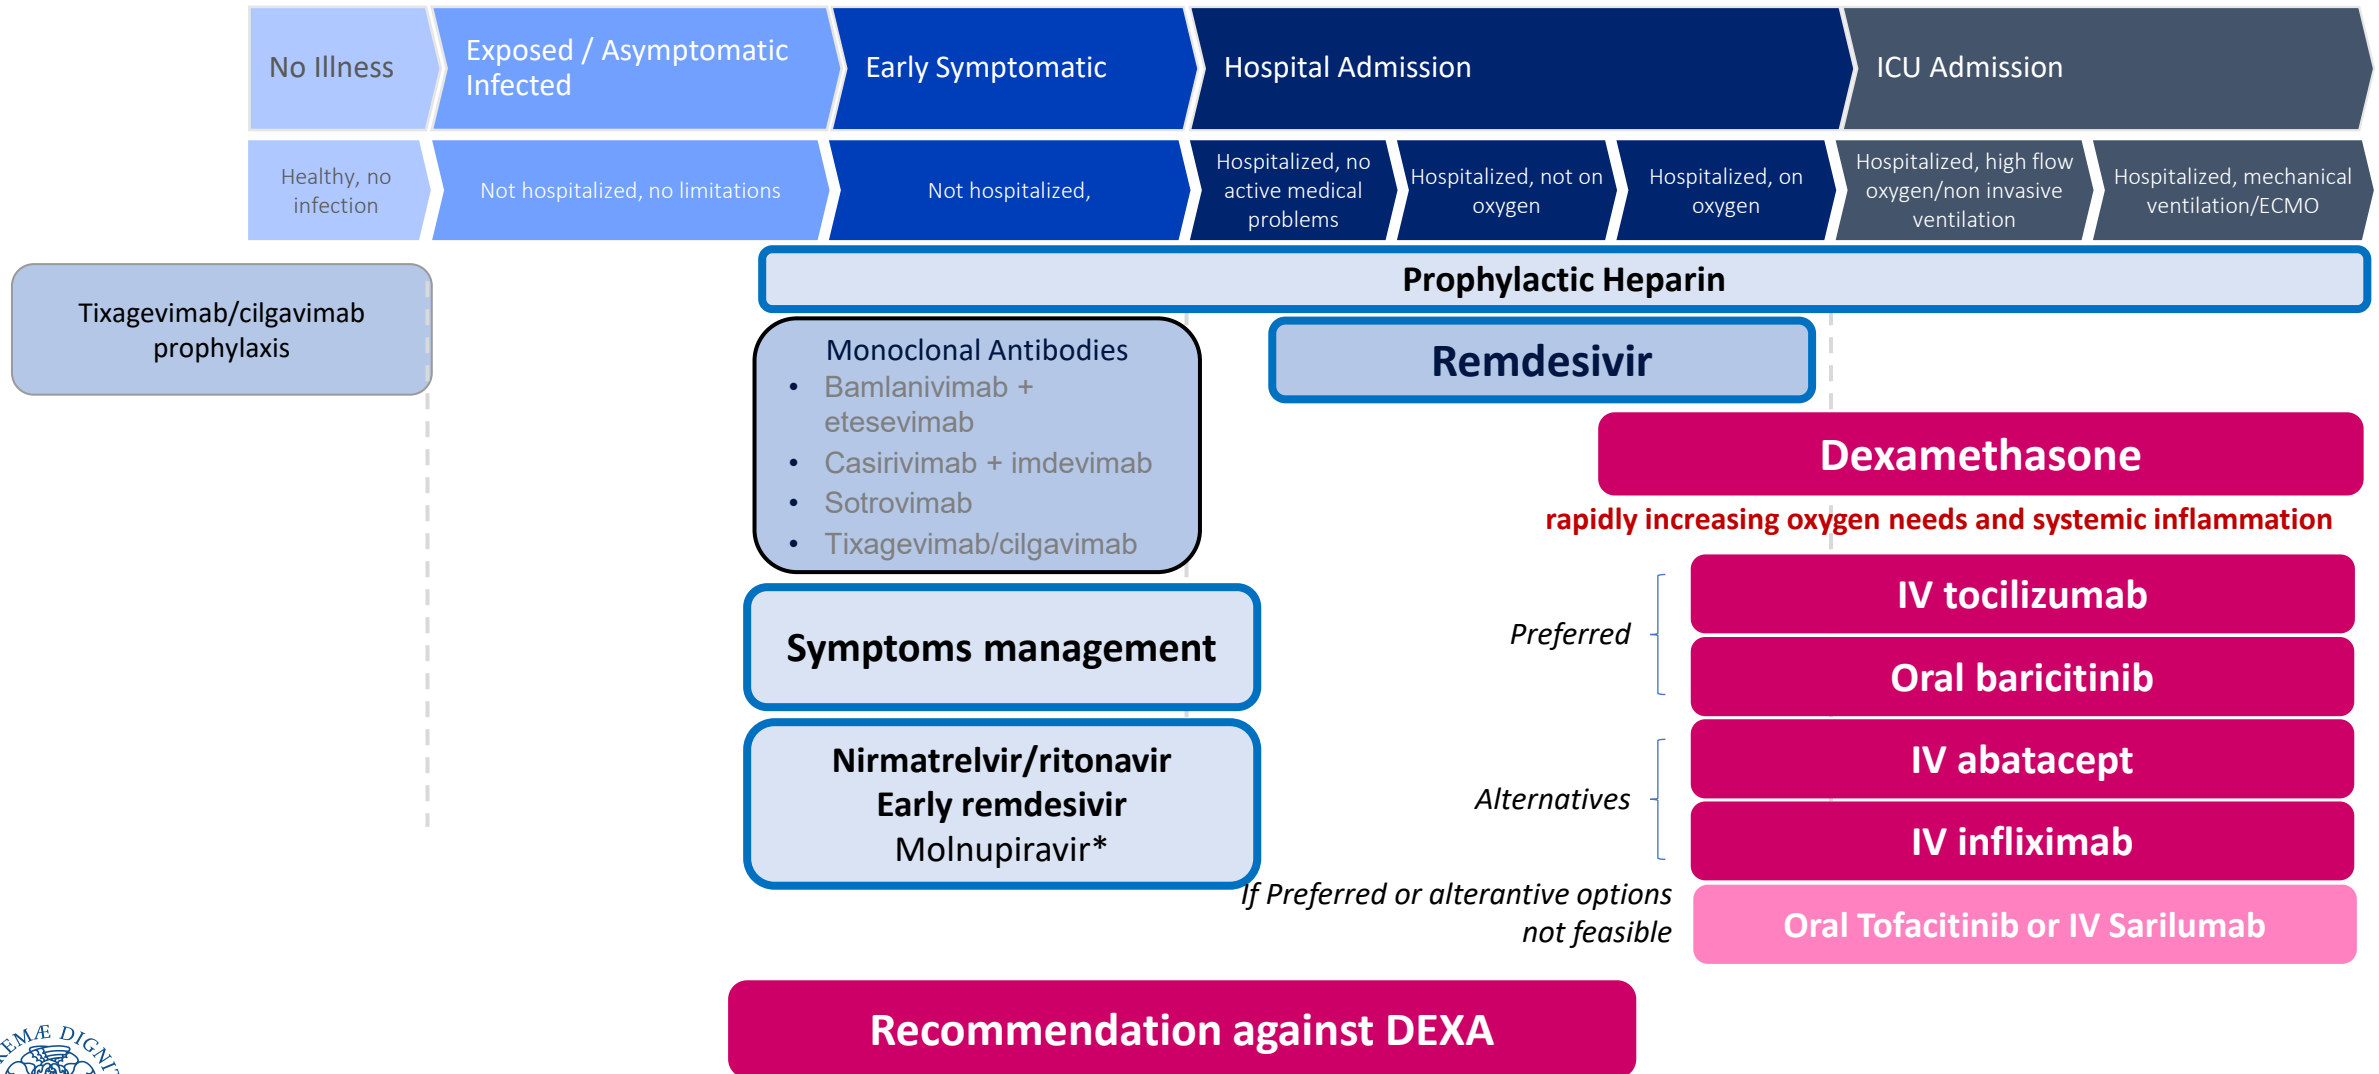 No Illness
Exposed / Asymptomatic
Infected
Early Symptomatic
Hospital Admission
ICU Admission
Healthy, no
infection
Not hospitalized, no limitations
Not hospitalized,
Hospitalized, no
active medical
problems
Hospitalized, not on
oxygen
Hospitalized, on
oxygen
Hospitalized, high flow
oxygen/non invasive
ventilation
Hospitalized, mechanical
ventilation/ECMO
Prophylactic Heparin
Tixagevimab/cilgavimab
prophylaxis
Monoclonal Antibodies
• Bamlanivimab +
etesevimab
• Casirivimab + imdevimab
• Sotrovimab
• Tixagevimab/cilgavimab
Remdesivir
Dexamethasone
rapidly increasing oxygen needs and systemic inflammation
Preferred
IV tocilizumab
Oral baricitinib
Symptoms management
Nirmatrelvir/ritonavir
Early remdesivir
Molnupiravir*
Alternatives
IV abatacept
IV infliximab
If Preferred or alterantive options
not feasible
Oral Tofacitinib or IV Sarilumab
Recommendation against DEXA